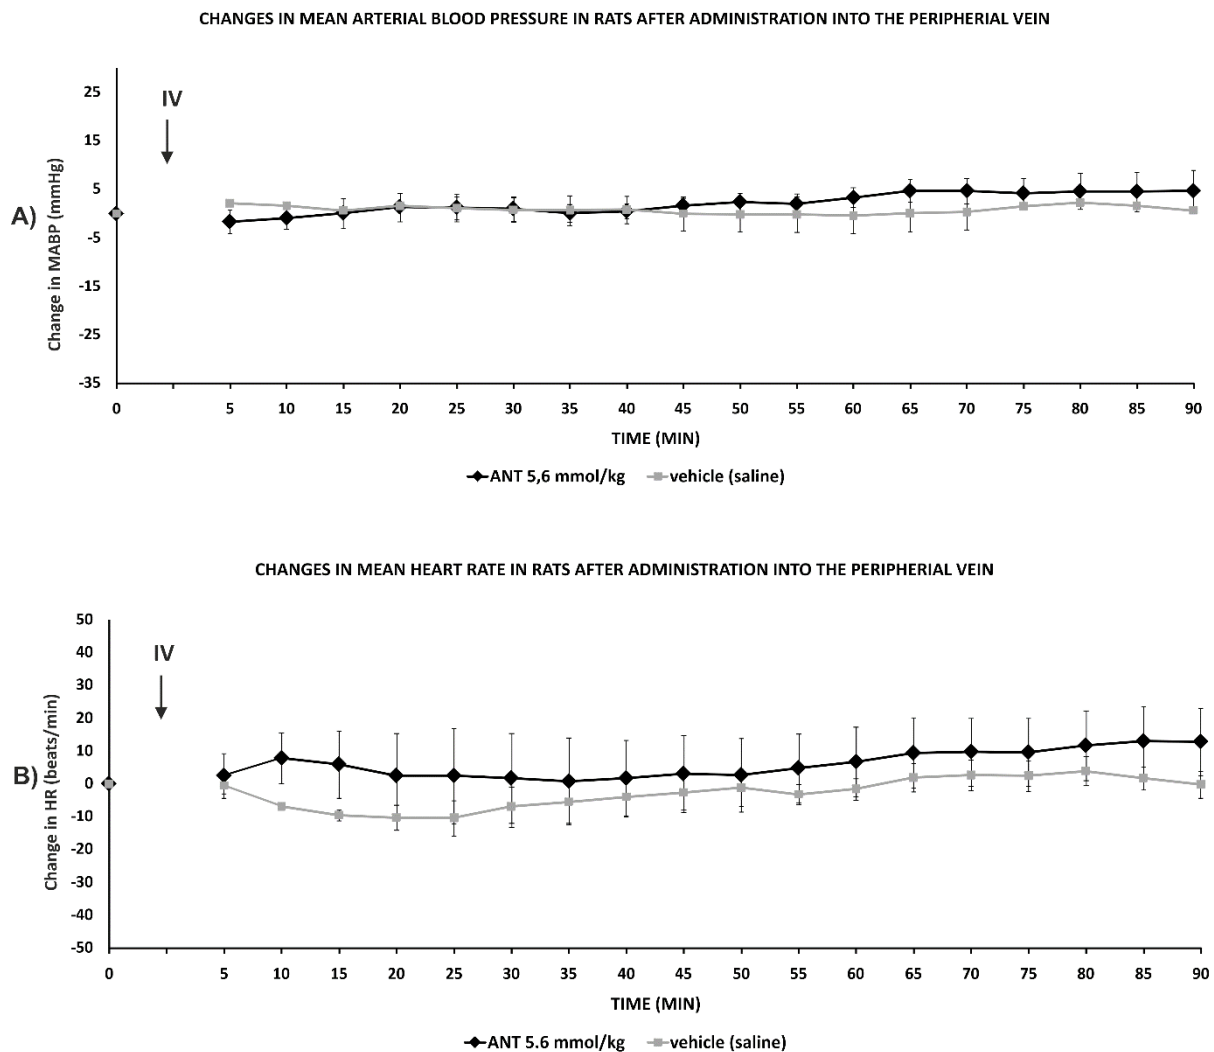 CHANGES IN MEAN ARTERIAL BLOOD PRESSURE IN RATS AFTER ADMINISTRATION INTO THE PERIPHERIAL VEIN
IV
A)
Change in MABP (mmHg)
25
15
5
-5
-15
-25
-35
0 5 10 15 20 25 30 35 40 45 50 55 60 65 70 75 80 85 90
TIME (MIN)
ANT 5,6 mmol/kg vehicle (saline)
CHANGES IN MEAN HEART RATE IN RATS AFTER ADMINISTRATION INTO THE PERIPHERIAL VEIN
IV
B)
Change in HR (beats/min)
50
40
30
20
10
0
-10
-20
-30
-40
-50
0 5 10 15 20 25 30 35 40 45 50 55 60 65 70 75 80 85 90
TIME (MIN)
ANT 5.6 mmol/kg vehicle (saline)